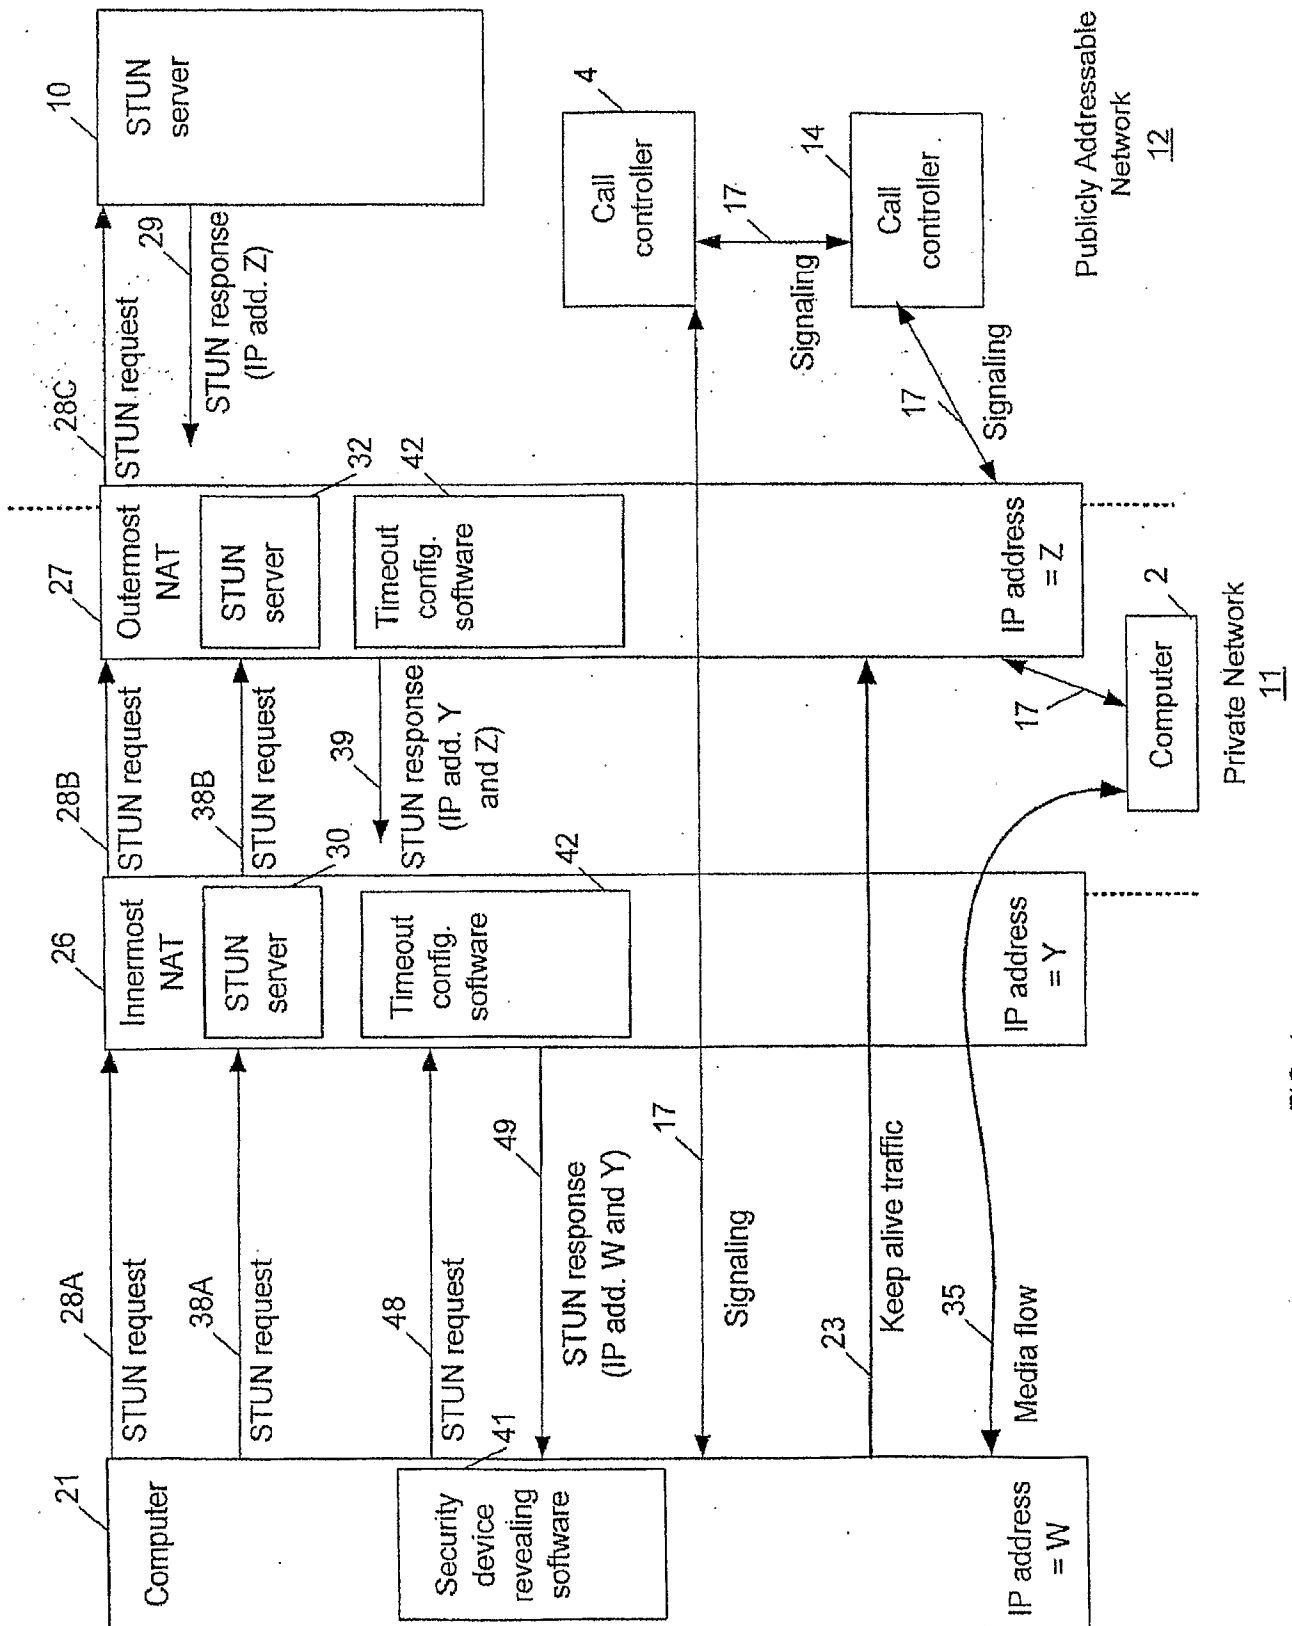 21
Computer
Security
device
revealing
software
41
IP address
= W
28A
STUN request
38A
STUN request
48
STUN request
49
STUN response
(IP add. W and Y)
17
Signaling
23
Keep alive traffic
35
Media flow
26
Innermost
NAT
STUN
server
30
Timeout
config.
software
42
IP address
= Y
28B
STUN request
38B
STUN request
39
STUN response
(IP add. Y
and Z)
27
Outermost
NAT
STUN
server
32
Timeout
config.
software
42
IP address
= Z
17
Computer
2
Private Network
11
28C
STUN request
29
STUN response
(IP add. Z)
10
STUN
server
Call
controller
4
17
Signaling
Call
controller
14
17
Signaling
Publicly Addressable
Network
12